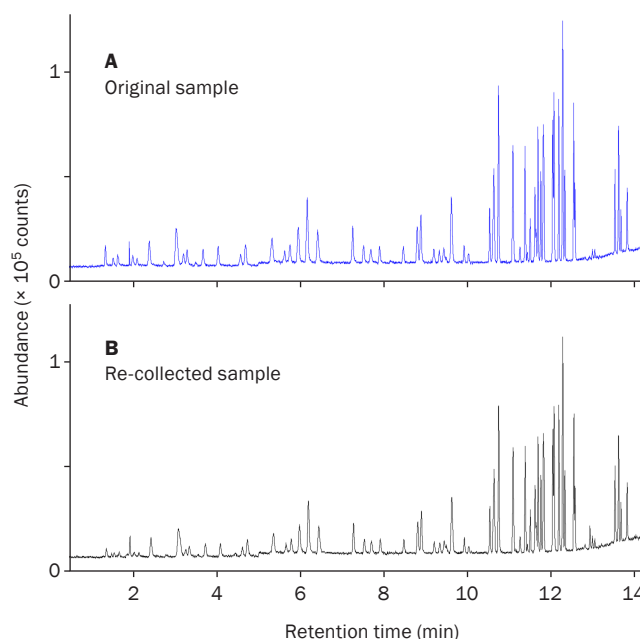 A
Original sample
1
0
Abundance (× 10⁵ counts)
B
Re-collected sample
1
0
2 4 6 8 10 12 14
Retention time (min)